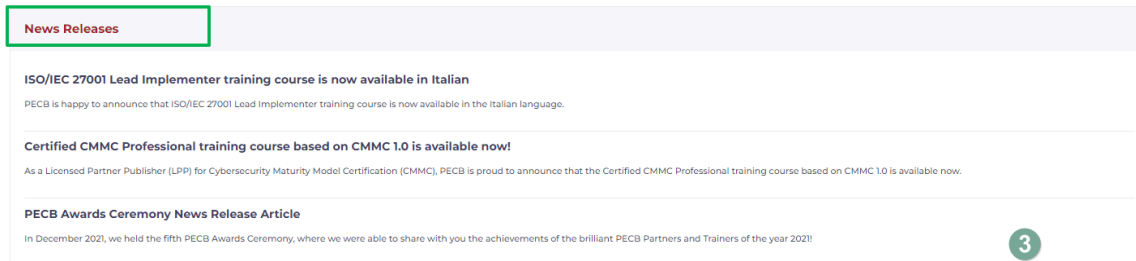 News Releases
ISO/IEC 27001 Lead Implementer training course is now available in Italian
PECB is happy to announce that ISO/IEC 27001 Lead Implementer training course is now available in the Italian language.
Certified CMMC Professional training course based on CMMC 1.0 is available now!
As a Licensed Partner Publisher (LPP) for Cybersecurity Maturity Model Certification (CMMC), PECB is proud to announce that the Certified CMMC Professional training course based on CMMC 1.0 is available now.
PECB Awards Ceremony News Release Article
In December 2021, we held the fifth PECB Awards Ceremony, where we were able to share with you the achievements of the brilliant PECB Partners and Trainers of the year 2021!
3